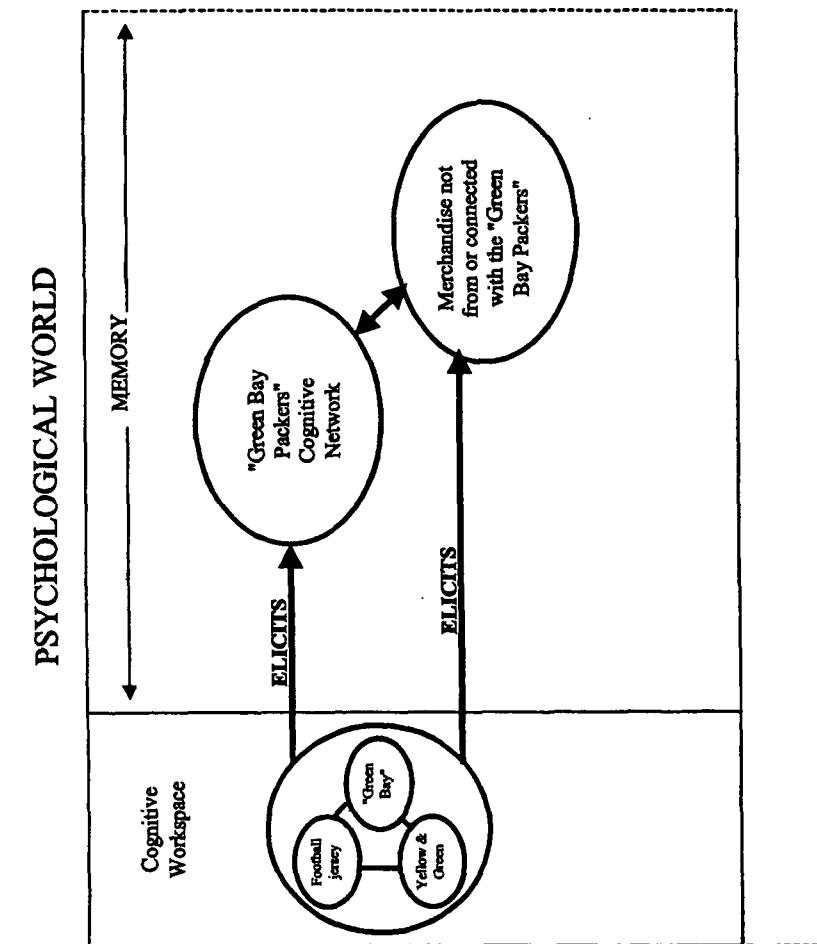 PSYCHOLOGICAL WORLD
MEMORY
Cognitive
Workspace
Football
jersey
"Green
Bay"
Yellow &
Green
ELICITS
ELICITS
"Green Bay
Packers"
Cognitive
Network
Merchandise not
from or connected
with the "Green
Bay Packers"